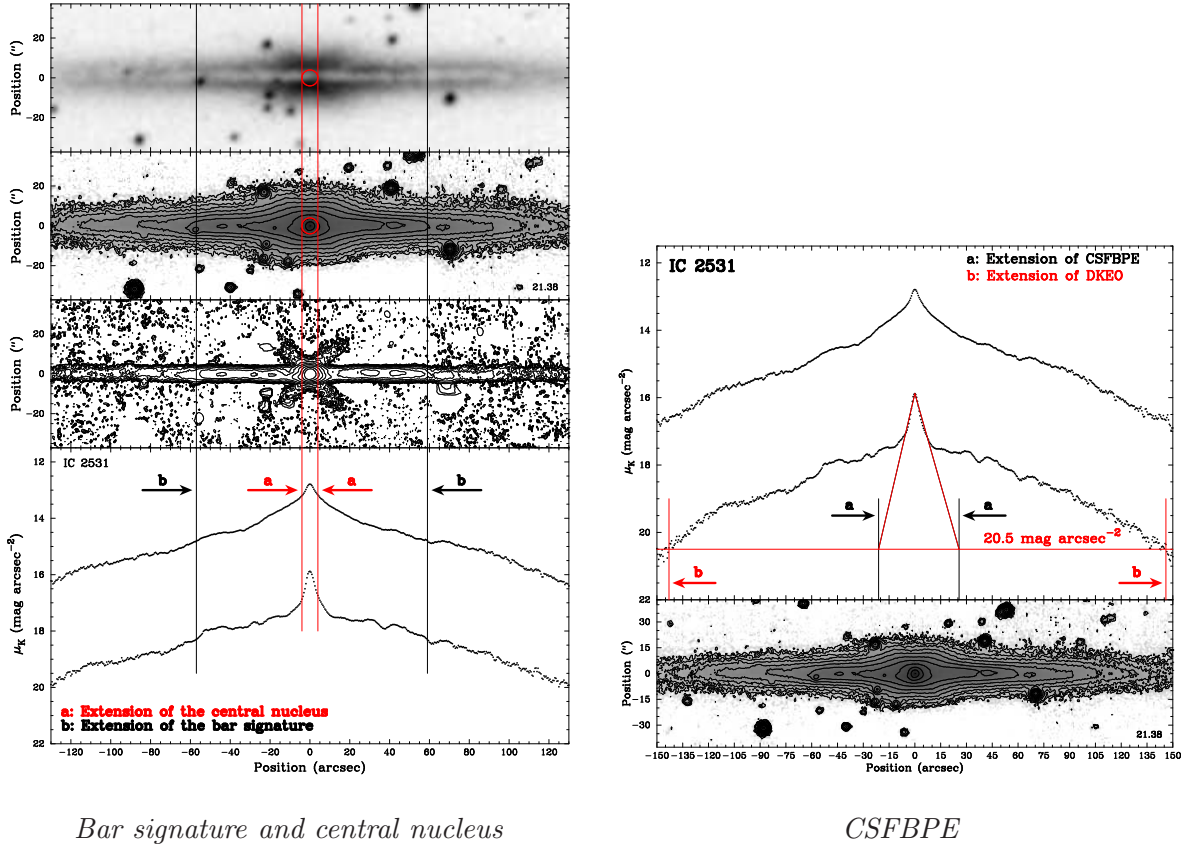 Position (″)
20
0
−20
Position (″)
20
0
−20
21.38
Position (″)
20
0
−20
IC 2531
b
a
a
b
μK (mag arcsec−2)
12
14
16
18
20
22
a: Extension of the central nucleus
b: Extension of the bar signature
−120 −100 −80 −60 −40 −20 0 20 40 60 80 100 120
Position (arcsec)
Bar signature and central nucleus
IC 2531
a: Extension of CSFBPE
b: Extension of DKEO
μK (mag arcsec−2)
12
14
16
18
20
22
a
a
20.5 mag arcsec−2
b
b
Position (″)
30
15
0
−15
−30
21.38
−150 −135 −120 −105 −90 −75 −60 −45 −30 −15 0 15 30 45 60 75 90 105 120 135 150
Position (arcsec)
CSFBPE